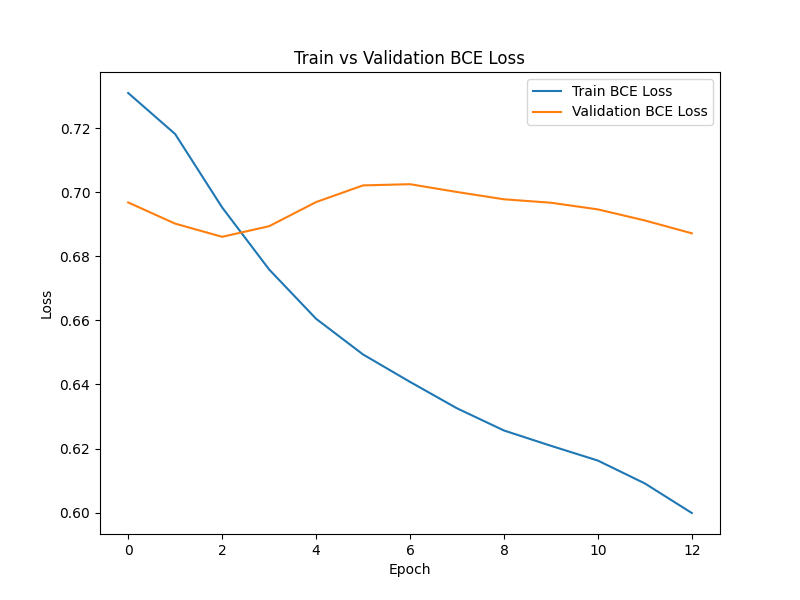 Train vs Validation BCE Loss
Train BCE Loss
Validation BCE Loss
0.72
0.70
0.68
0.66
0.64
0.62
0.60
Loss
0 2 4 6 8 10 12
Epoch